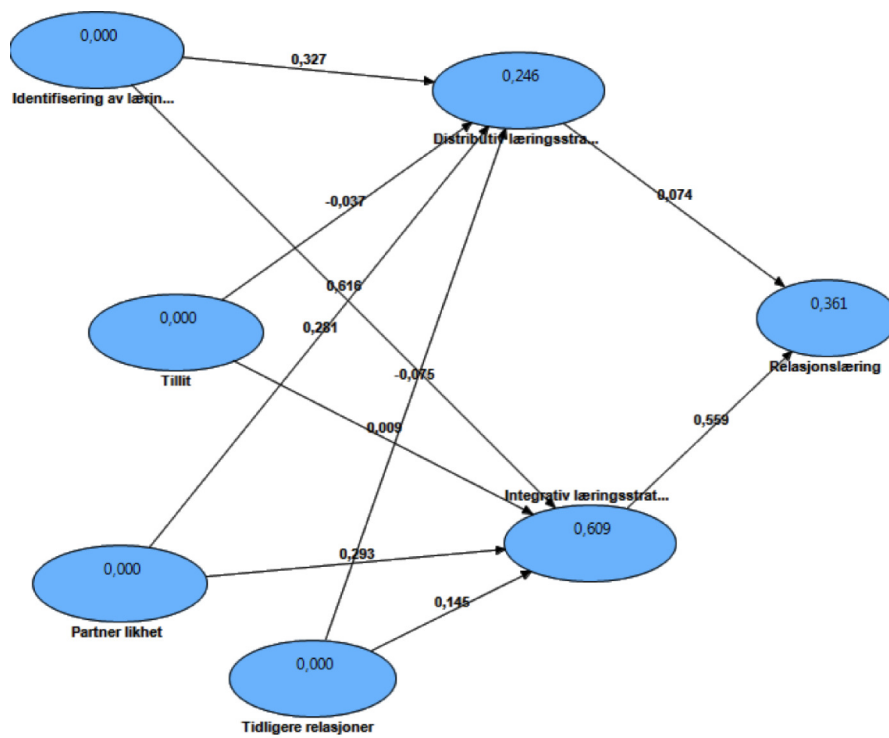 0,000
Identifisering av lærin...
0,327
0,246
Distributiv læringsstra...
-0,037
0,074
0,616
0,281
0,000
Tillit
0,361
Relasjonslæring
-0,075
0,009
0,559
Integrativ læringsstrat...
0,609
0,293
0,000
Partner likhet
0,145
0,000
Tidligere relasjoner